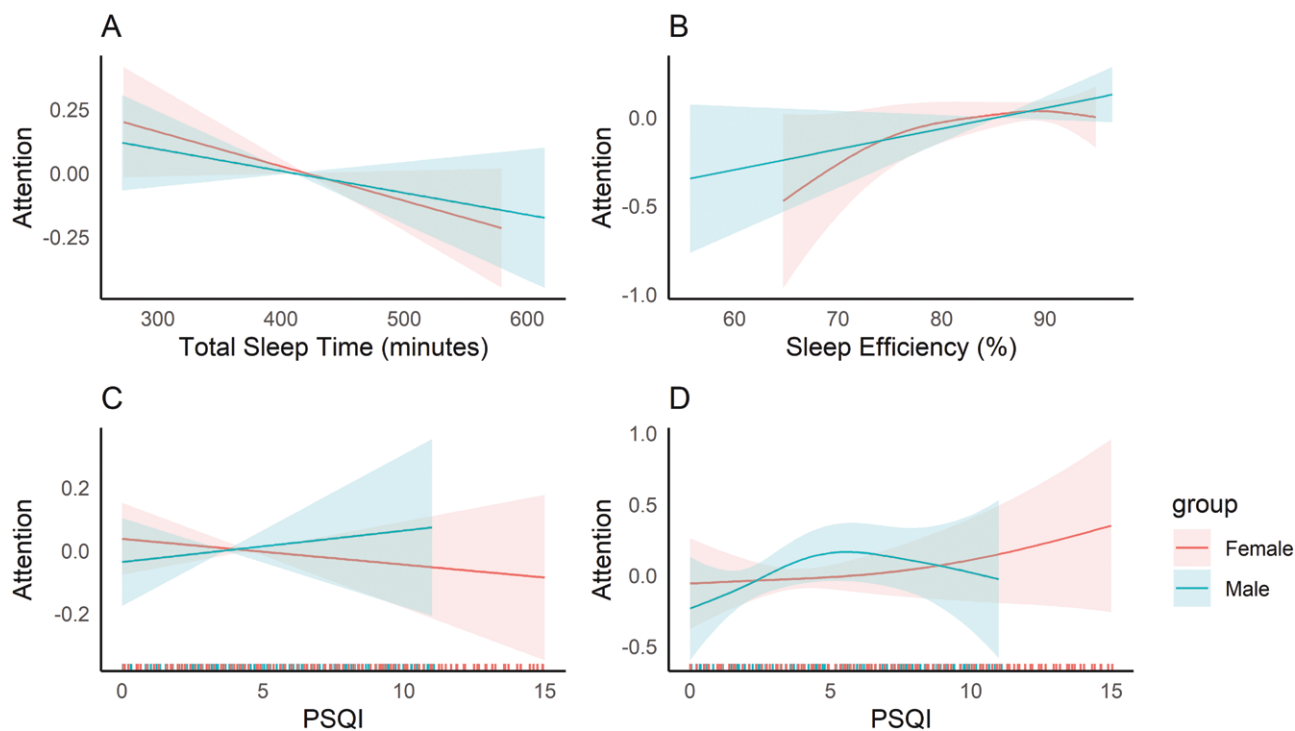 A
Attention
0.25
0.00
-0.25
300 400 500 600
Total Sleep Time (minutes)
B
Attention
0.0
-0.5
-1.0
60 70 80 90
Sleep Efficiency (%)
C
Attention
0.2
0.0
-0.2
0 5 10 15
PSQI
D
Attention
1.0
0.5
0.0
-0.5
0 5 10 15
PSQI
group
Female
Male